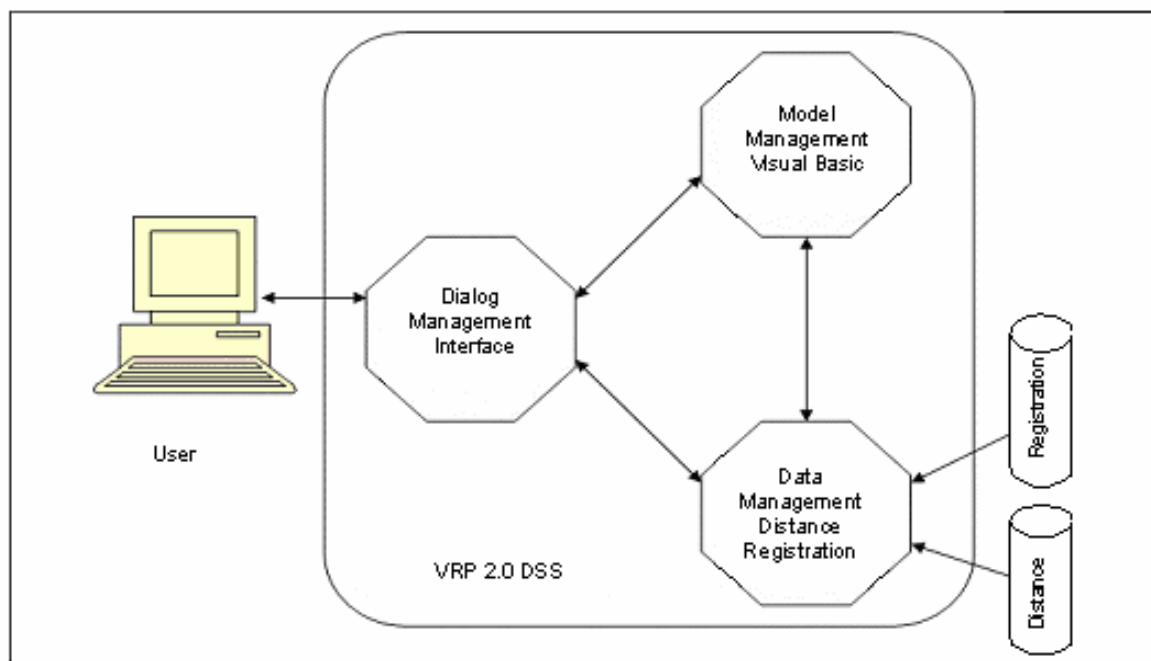 Model
Management
Visual Basic
Dialog
Management
Interface
User
Data
Management
Distance
Registration
VRP 2.0 DSS
Registration
Distance